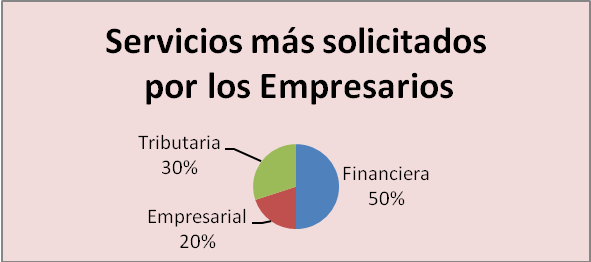 Servicios más solicitados
por los Empresarios
Tributaria
30%
Financiera
50%
Empresarial
20%